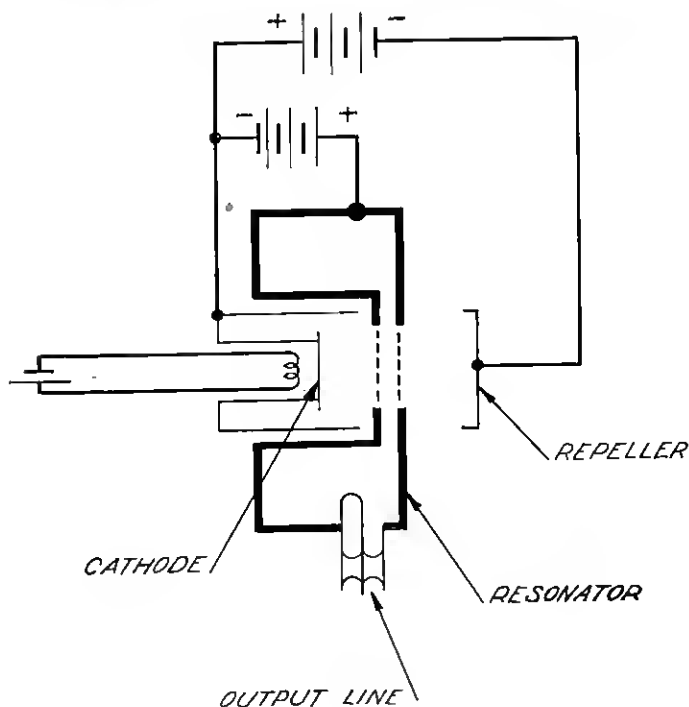 + -
- +
REPELLER
CATHODE
RESONATOR
OUTPUT LINE